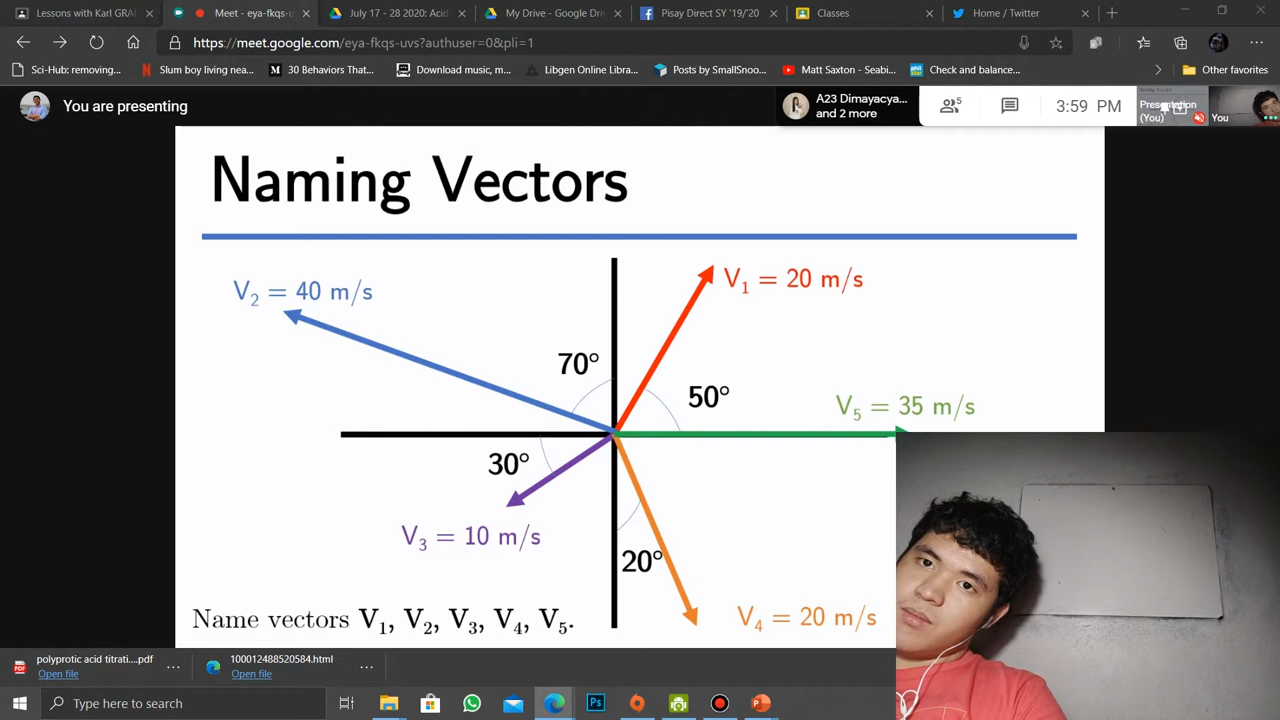 Lessons with Karl GRAD
Meet - eya-fkqs-u
July 17 - 28 2020: Acid
My Drive - Google Dri
Pisay Direct SY '19/'20
Classes
Home / Twitter
https://meet.google.com/eya-fkqs-uvs?authuser=0&pli=1
Sci-Hub: removing...
Slum boy living nea...
30 Behaviors That...
Download music, m...
Libgen Online Libra...
Posts by SmallSnoo...
Matt Saxton - Seabi...
Check and balance...
Other favorites
You are presenting
A23 Dimayacya...
and 2 more
5
3:59 PM
Presentation
(You)
You
Naming Vectors
V₂ = 40 m/s
V₁ = 20 m/s
70°
50°
V₅ = 35 m/s
30°
V₃ = 10 m/s
20°
V₄ = 20 m/s
Name vectors V₁, V₂, V₃, V₄, V₅.
polyprotic acid titrati....pdf
Open file
100012488520584.html
Open file
Type here to search